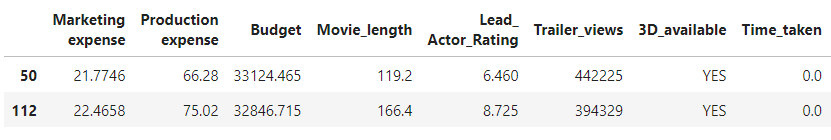 Marketing expense Production expense Budget Movie_length Lead_ Actor_Rating Trailer_views 3D_available Time_taken
50 21.7746 66.28 33124.465 119.2 6.460 442225 YES 0.0
112 22.4658 75.02 32846.715 166.4 8.725 394329 YES 0.0